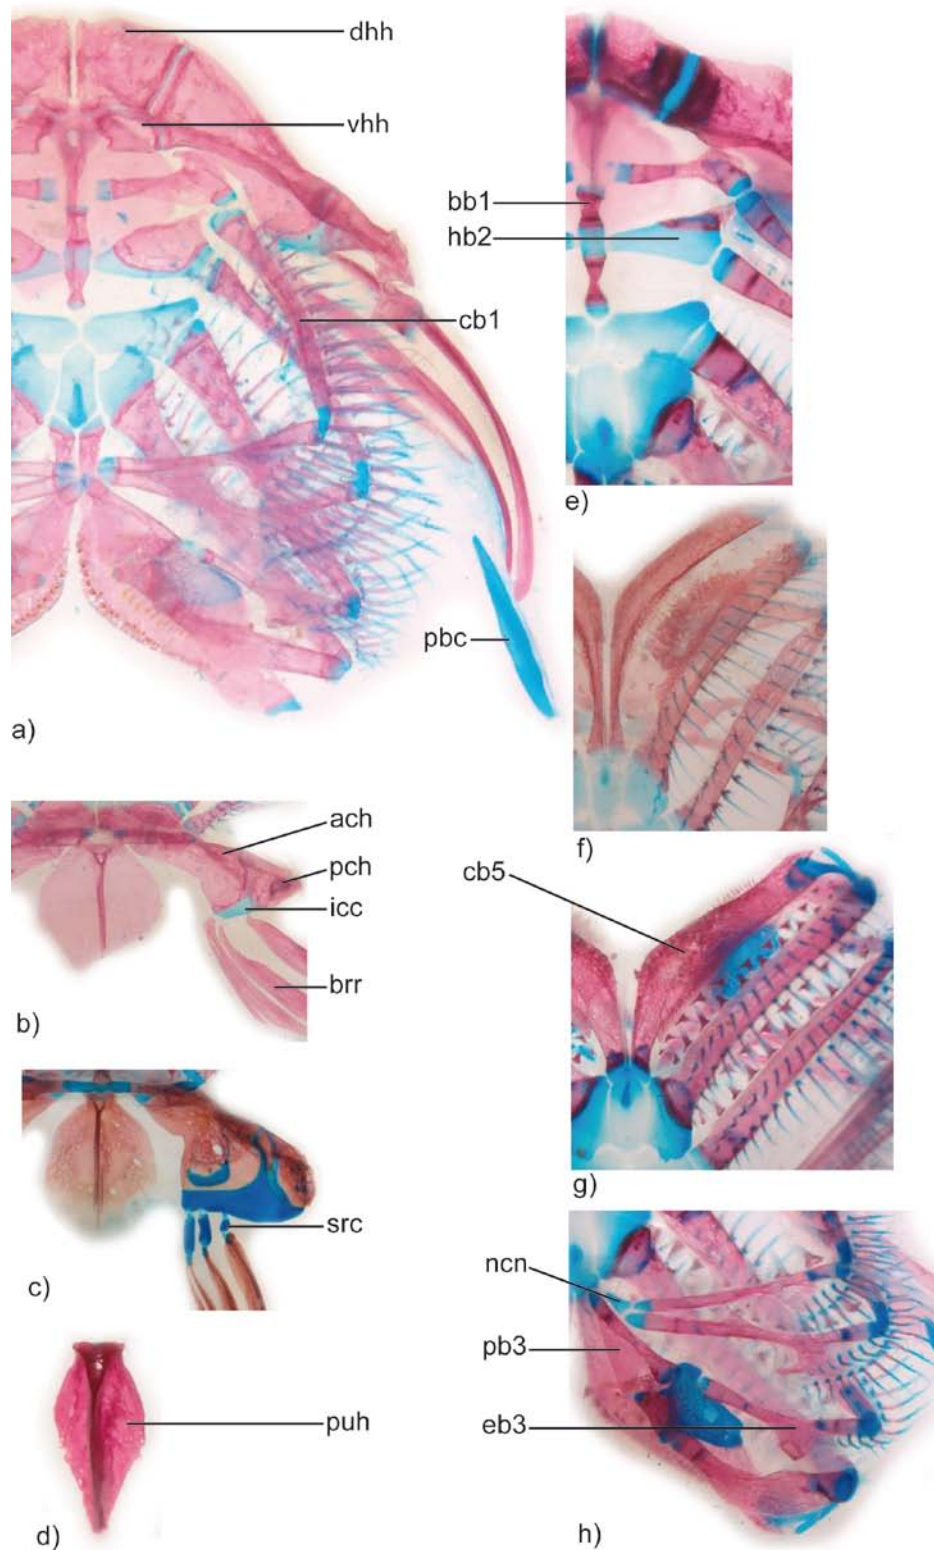 dhh
vhh
cb1
pbc
a)
bb1
hb2
e)
f)
ach
pch
icc
brr
b)
cb5
g)
src
c)
puh
d)
ncn
pb3
eb3
h)